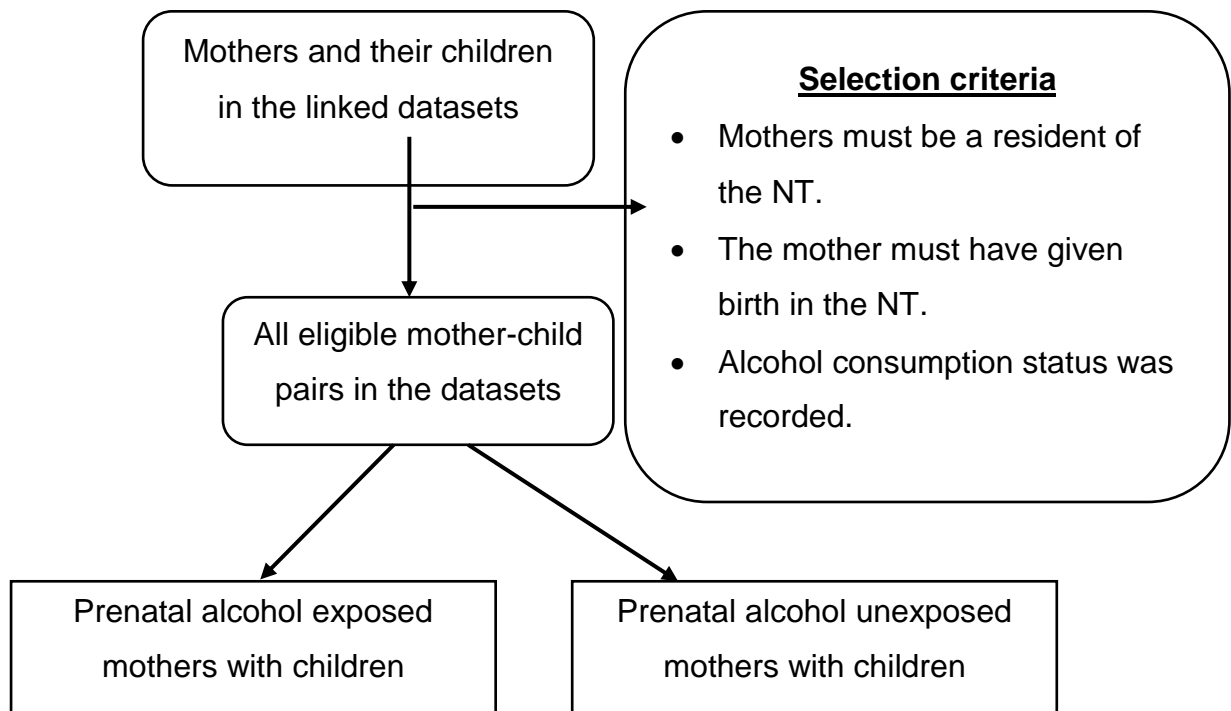 Mothers and their children
in the linked datasets
Selection criteria
• Mothers must be a resident of
the NT.
• The mother must have given
birth in the NT.
• Alcohol consumption status was
recorded.
All eligible mother-child
pairs in the datasets
Prenatal alcohol exposed
mothers with children
Prenatal alcohol unexposed
mothers with children